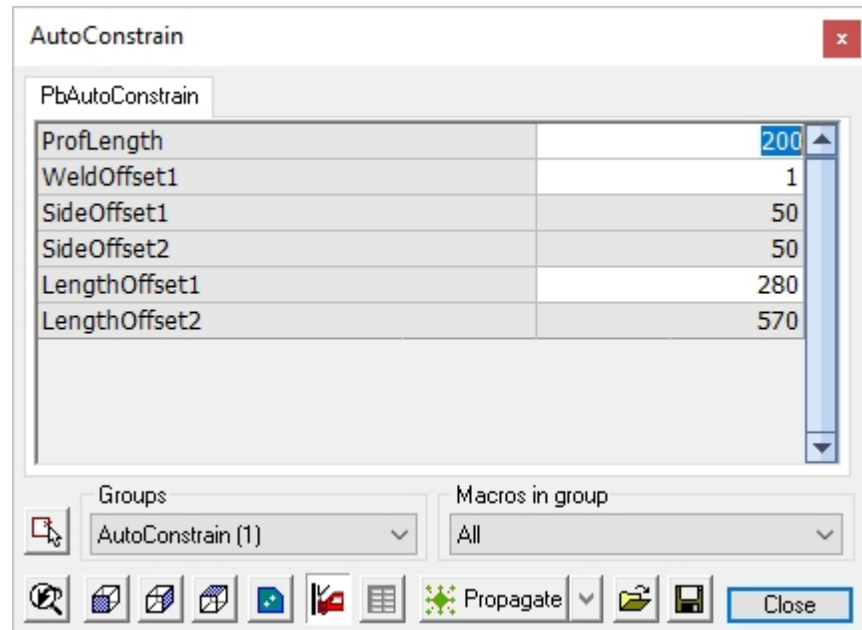 AutoConstrain
x
PbAutoConstrain
ProfLength 200
WeldOffset1 1
SideOffset1 50
SideOffset2 50
LengthOffset1 280
LengthOffset2 570
Groups Macros in group
AutoConstrain (1) All
Propagate Close